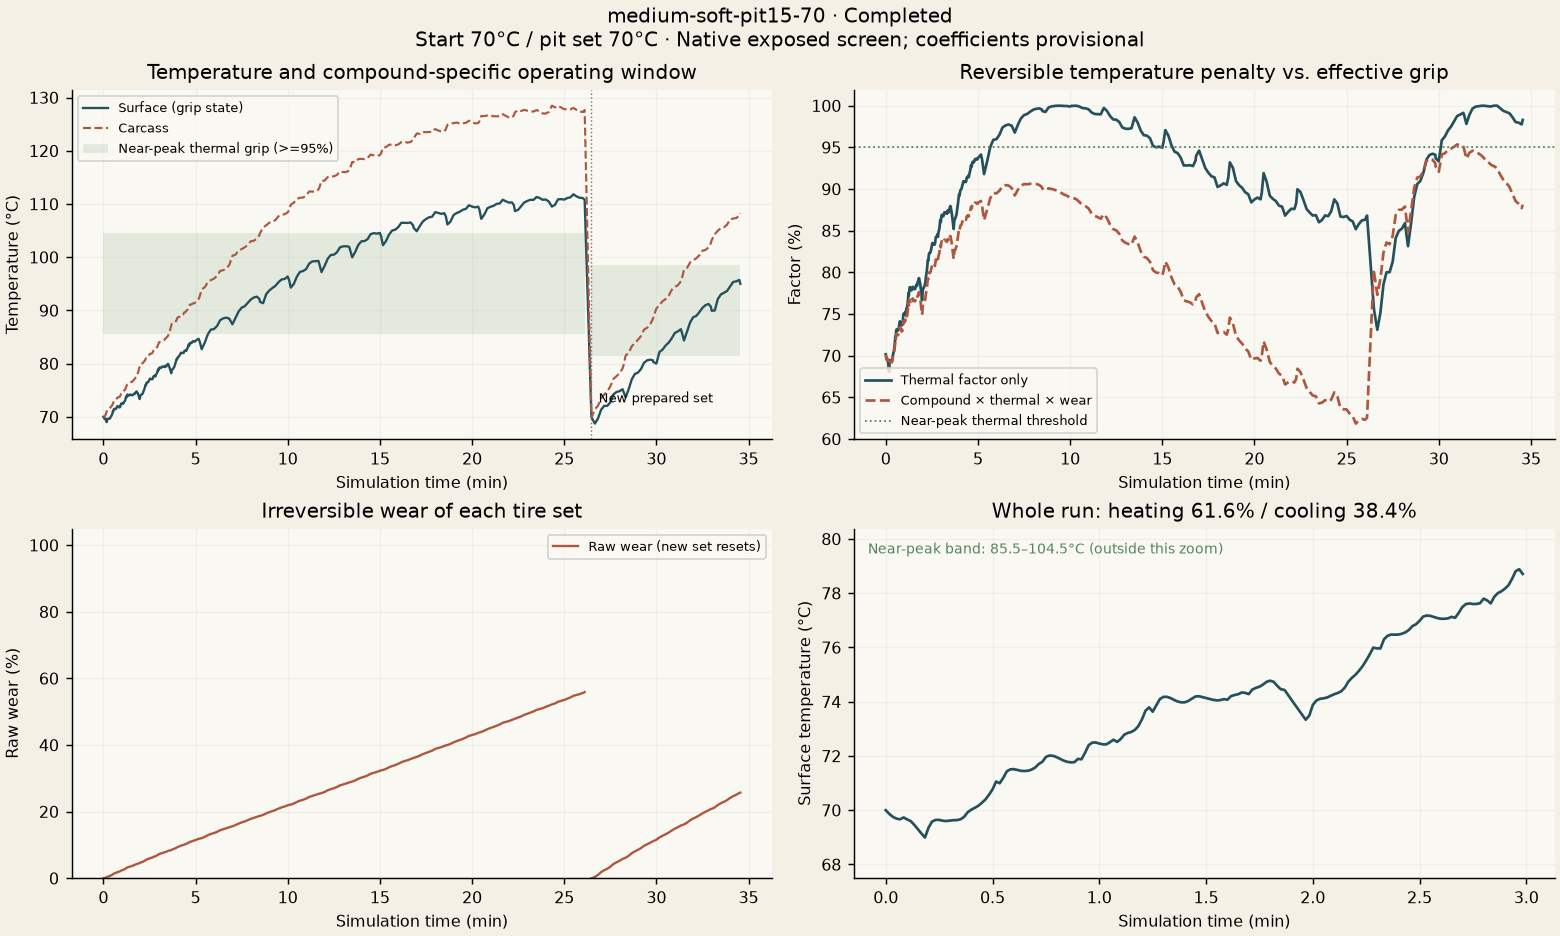 medium-soft-pit15-70 · Completed
Start 70°C / pit set 70°C · Native exposed screen; coefficients provisional
Temperature and compound-specific operating window
Temperature (°C)
130
120
110
100
90
80
70
Surface (grip state)
Carcass
Near-peak thermal grip (>=95%)
New prepared set
0
5
10
15
20
25
30
35
Simulation time (min)
Reversible temperature penalty vs. effective grip
Factor (%)
100
95
90
85
80
75
70
65
60
Thermal factor only
Compound × thermal × wear
Near-peak thermal threshold
0
5
10
15
20
25
30
35
Simulation time (min)
Irreversible wear of each tire set
Raw wear (%)
100
80
60
40
20
0
Raw wear (new set resets)
0
5
10
15
20
25
30
35
Simulation time (min)
Whole run: heating 61.6% / cooling 38.4%
Surface temperature (°C)
80
78
76
74
72
70
68
Near-peak band: 85.5–104.5°C (outside this zoom)
0.0
0.5
1.0
1.5
2.0
2.5
3.0
Simulation time (min)